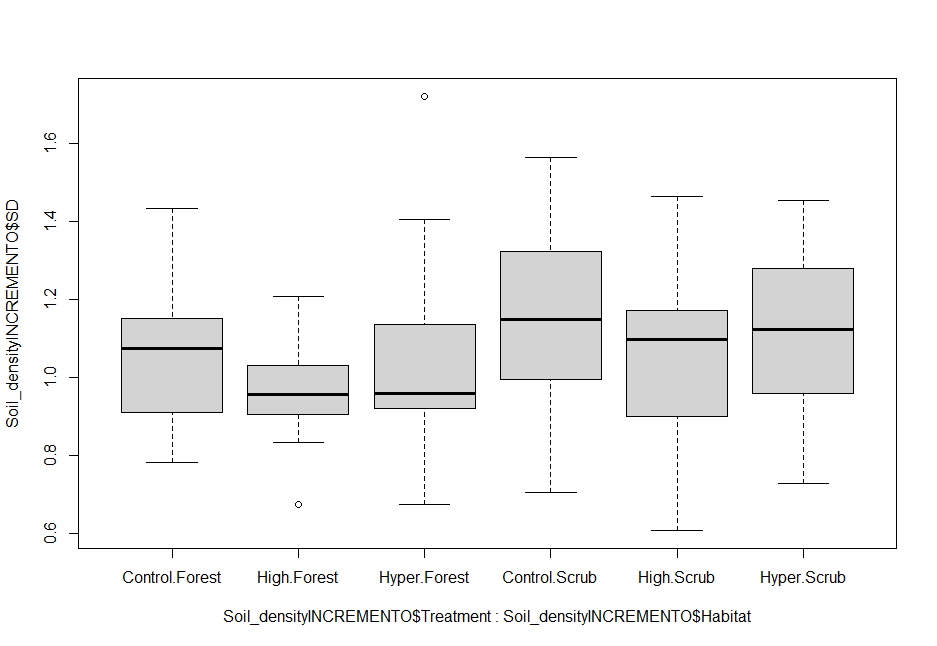 Soil_densityINCREMENTO$SD
1.6
1.4
1.2
1.0
0.8
0.6
Control.Forest High.Forest Hyper.Forest Control.Scrub High.Scrub Hyper.Scrub
Soil_densityINCREMENTO$Treatment : Soil_densityINCREMENTO$Habitat